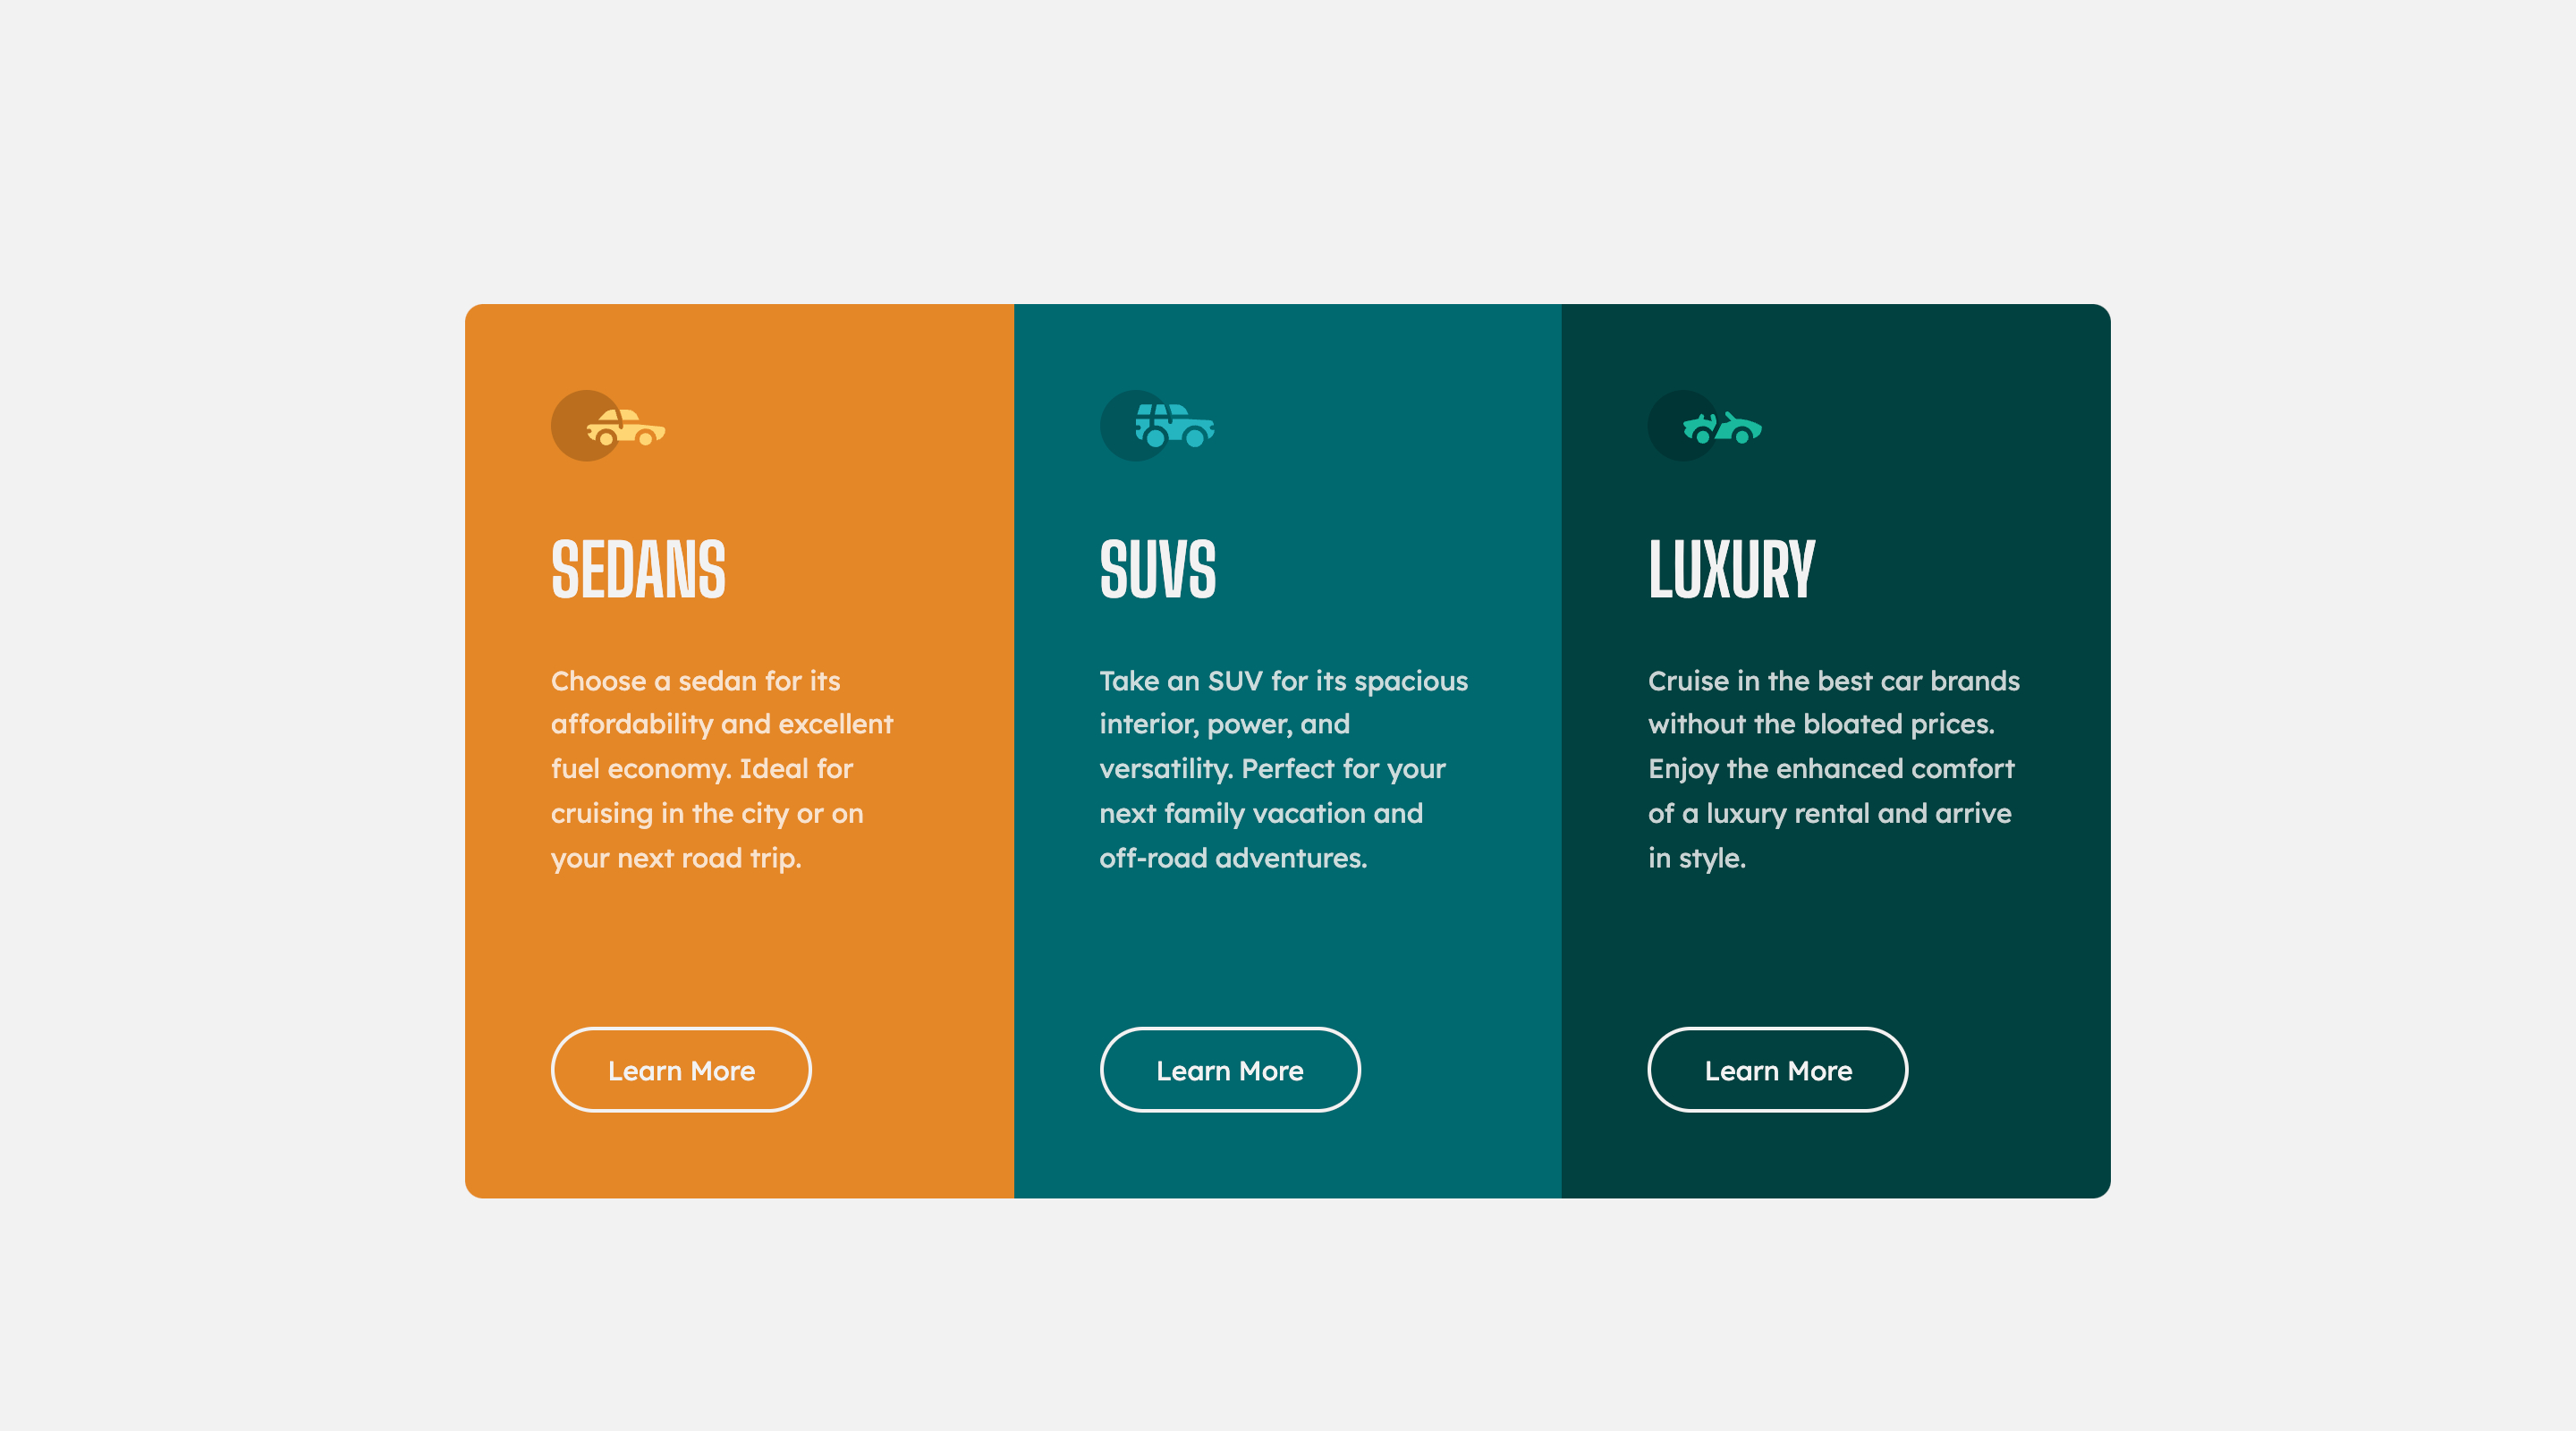 SEDANS
Choose a sedan for its
affordability and excellent
fuel economy. Ideal for
cruising in the city or on
your next road trip.
Learn More
SUVS
Take an SUV for its spacious
interior, power, and
versatility. Perfect for your
next family vacation and
off-road adventures.
Learn More
LUXURY
Cruise in the best car brands
without the bloated prices.
Enjoy the enhanced comfort
of a luxury rental and arrive
in style.
Learn More